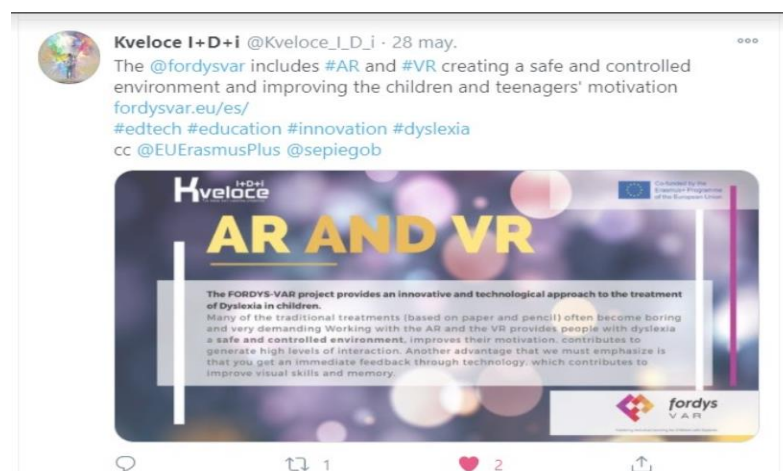 Kveloce I+D+i @Kveloce_I_D_i · 28 may.
The @fordysvar includes #AR and #VR creating a safe and controlled
environment and improving the children and teenagers' motivation
fordysvar.eu/es/
#edtech #education #innovation #dyslexia
cc @EUErasmusPlus @sepiegob
I+D+i
Kveloce
Co-funded by the
Erasmus+ Programme
of the European Union
AR AND VR
The FORDYS-VAR project provides an innovative and technological approach to the treatment
of Dyslexia in children.
Many of the traditional treatments (based on paper and pencil) often become boring
and very demanding Working with the AR and the VR provides people with dyslexia
a safe and controlled environment, improves their motivation, contributes to
generate high levels of interaction. Another advantage that we must emphasize is
that you get an immediate feedback through technology, which contributes to
improve visual skills and memory.
fordys
VAR
1
2